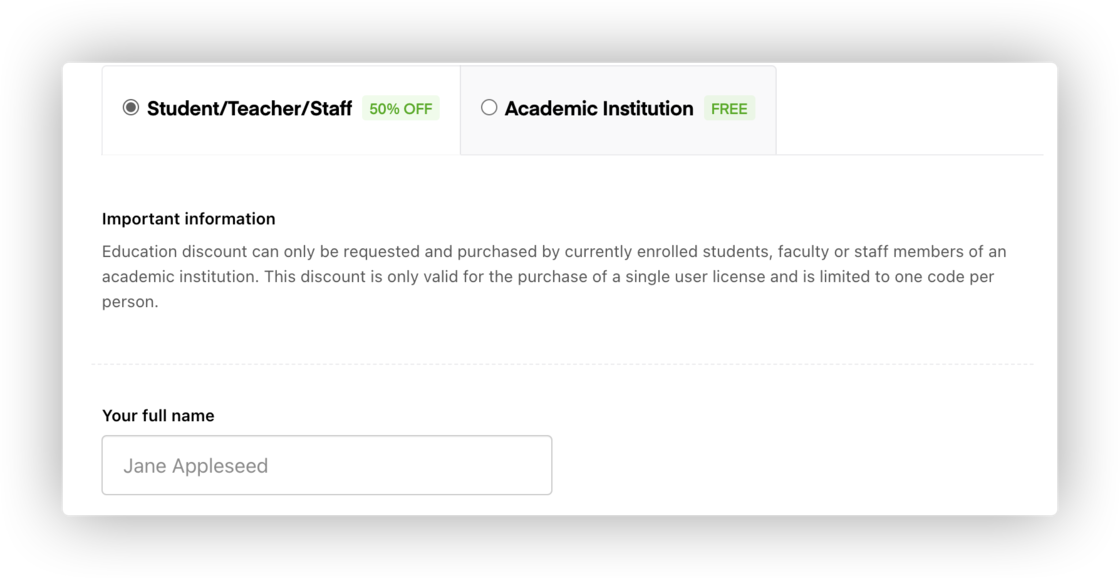 Student/Teacher/Staff 50% OFF Academic Institution FREE
Important information
Education discount can only be requested and purchased by currently enrolled students, faculty or staff members of an
academic institution. This discount is only valid for the purchase of a single user license and is limited to one code per
person.
Your full name
Jane Appleseed